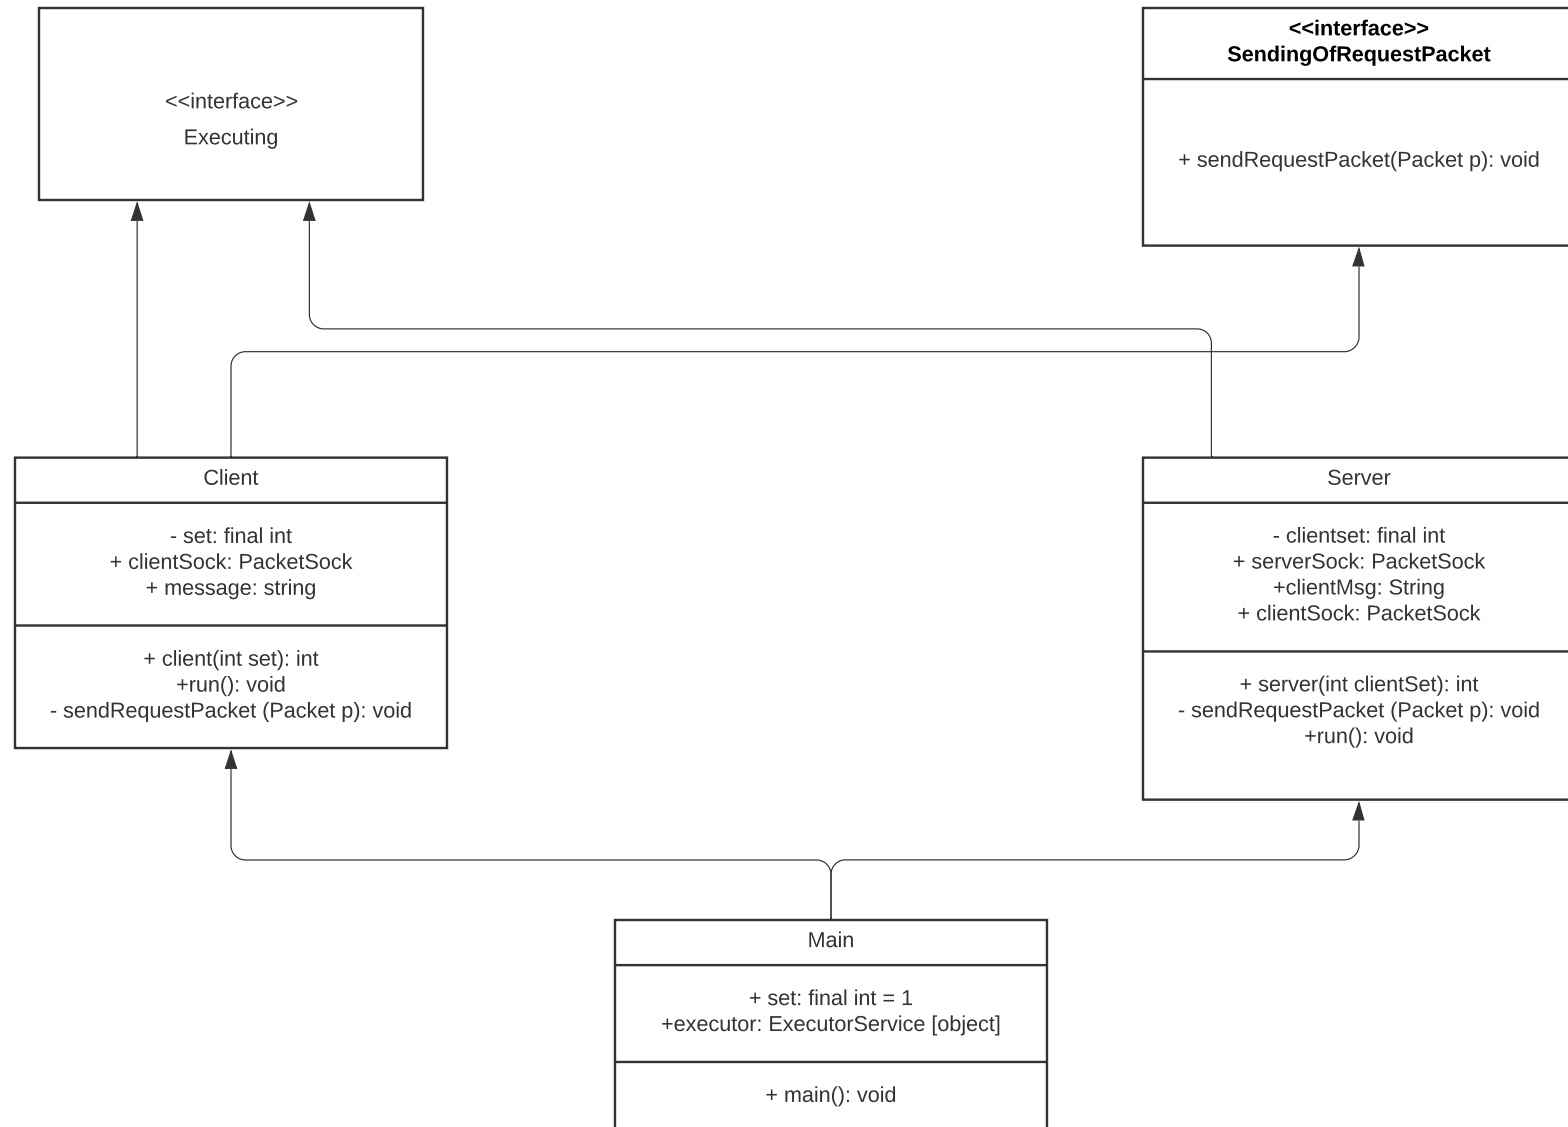 <<interface>>
Executing
<<interface>>
SendingOfRequestPacket
+ sendRequestPacket(Packet p): void
Client
- set: final int
+ clientSock: PacketSock
+ message: string
+ client(int set): int
+run(): void
- sendRequestPacket (Packet p): void
Server
- clientset: final int
+ serverSock: PacketSock
+clientMsg: String
+ clientSock: PacketSock
+ server(int clientSet): int
- sendRequestPacket (Packet p): void
+run(): void
Main
+ set: final int = 1
+executor: ExecutorService [object]
+ main(): void